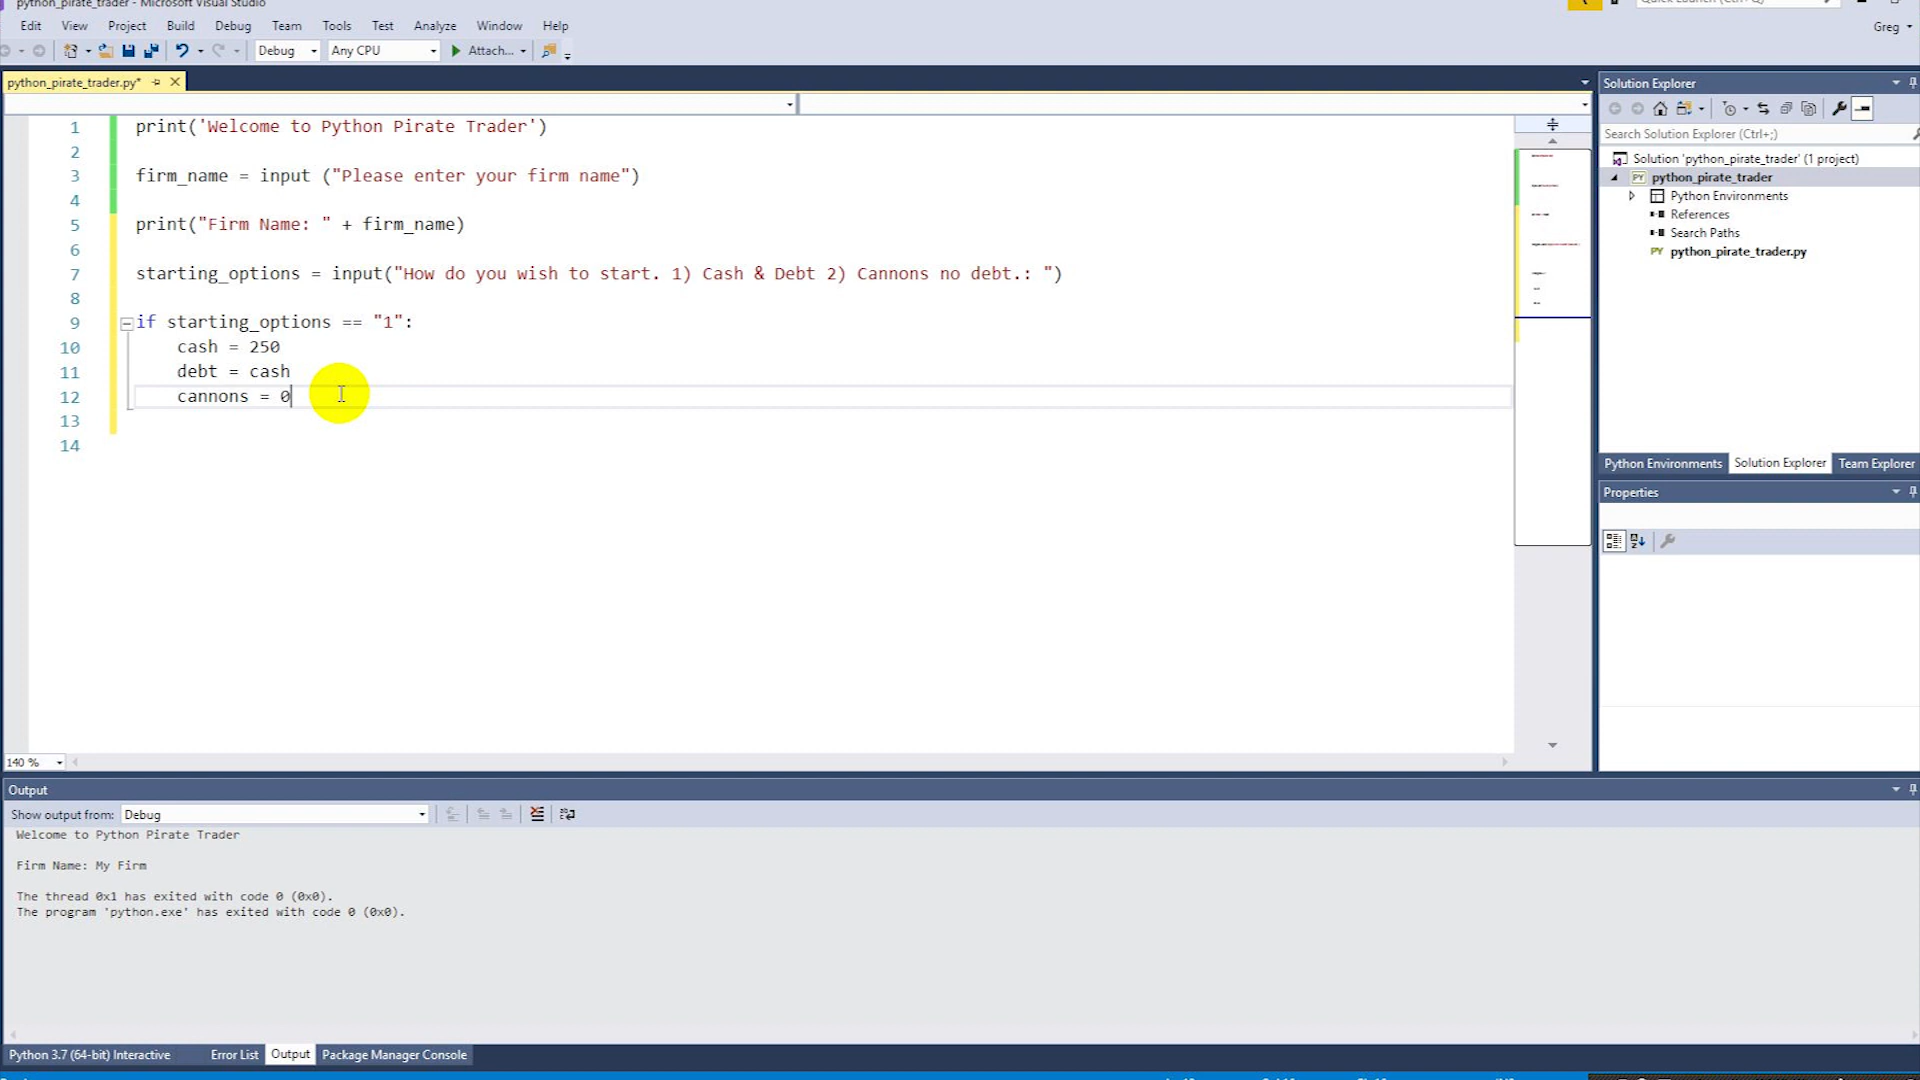 python_pirate_trader - Microsoft Visual Studio
Quick Launch (Ctrl+Q)
Edit View Project Build Debug Team Tools Test Analyze Window Help
Greg
Debug Any CPU Attach...
python_pirate_trader.py*
1 print('Welcome to Python Pirate Trader')
2
3 firm_name = input ("Please enter your firm name")
4
5 print("Firm Name: " + firm_name)
6
7 starting_options = input("How do you wish to start. 1) Cash & Debt 2) Cannons no debt.: ")
8
9 if starting_options == "1":
10 cash = 250
11 debt = cash
12 cannons = 0
13
14
140 %
Solution Explorer
Search Solution Explorer (Ctrl+;)
Solution 'python_pirate_trader' (1 project)
PY python_pirate_trader
Python Environments
References
Search Paths
PY python_pirate_trader.py
Python Environments Solution Explorer Team Explorer
Properties
Output
Show output from: Debug
Welcome to Python Pirate Trader
Firm Name: My Firm
The thread 0x1 has exited with code 0 (0x0).
The program 'python.exe' has exited with code 0 (0x0).
Python 3.7 (64-bit) Interactive Error List Output Package Manager Console